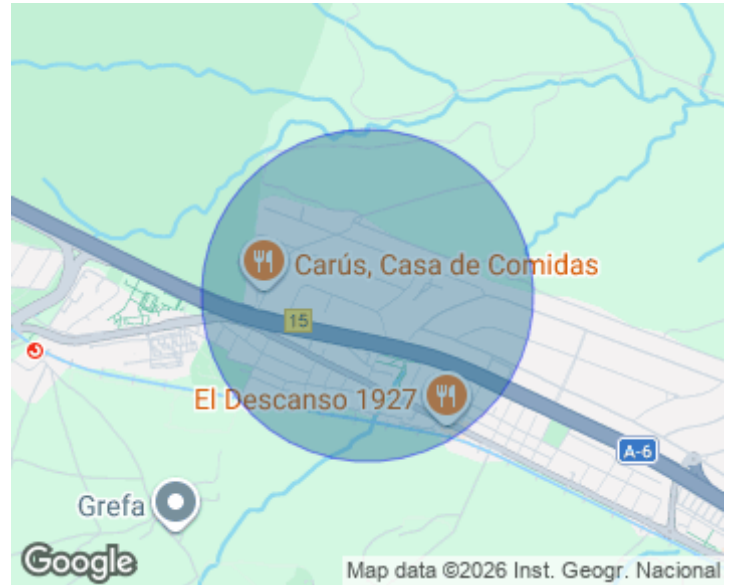 Carús, Casa de Comidas
15
El Descanso 1927
A-6
Grefa
Google
Map data ©2026 Inst. Geogr. Nacional